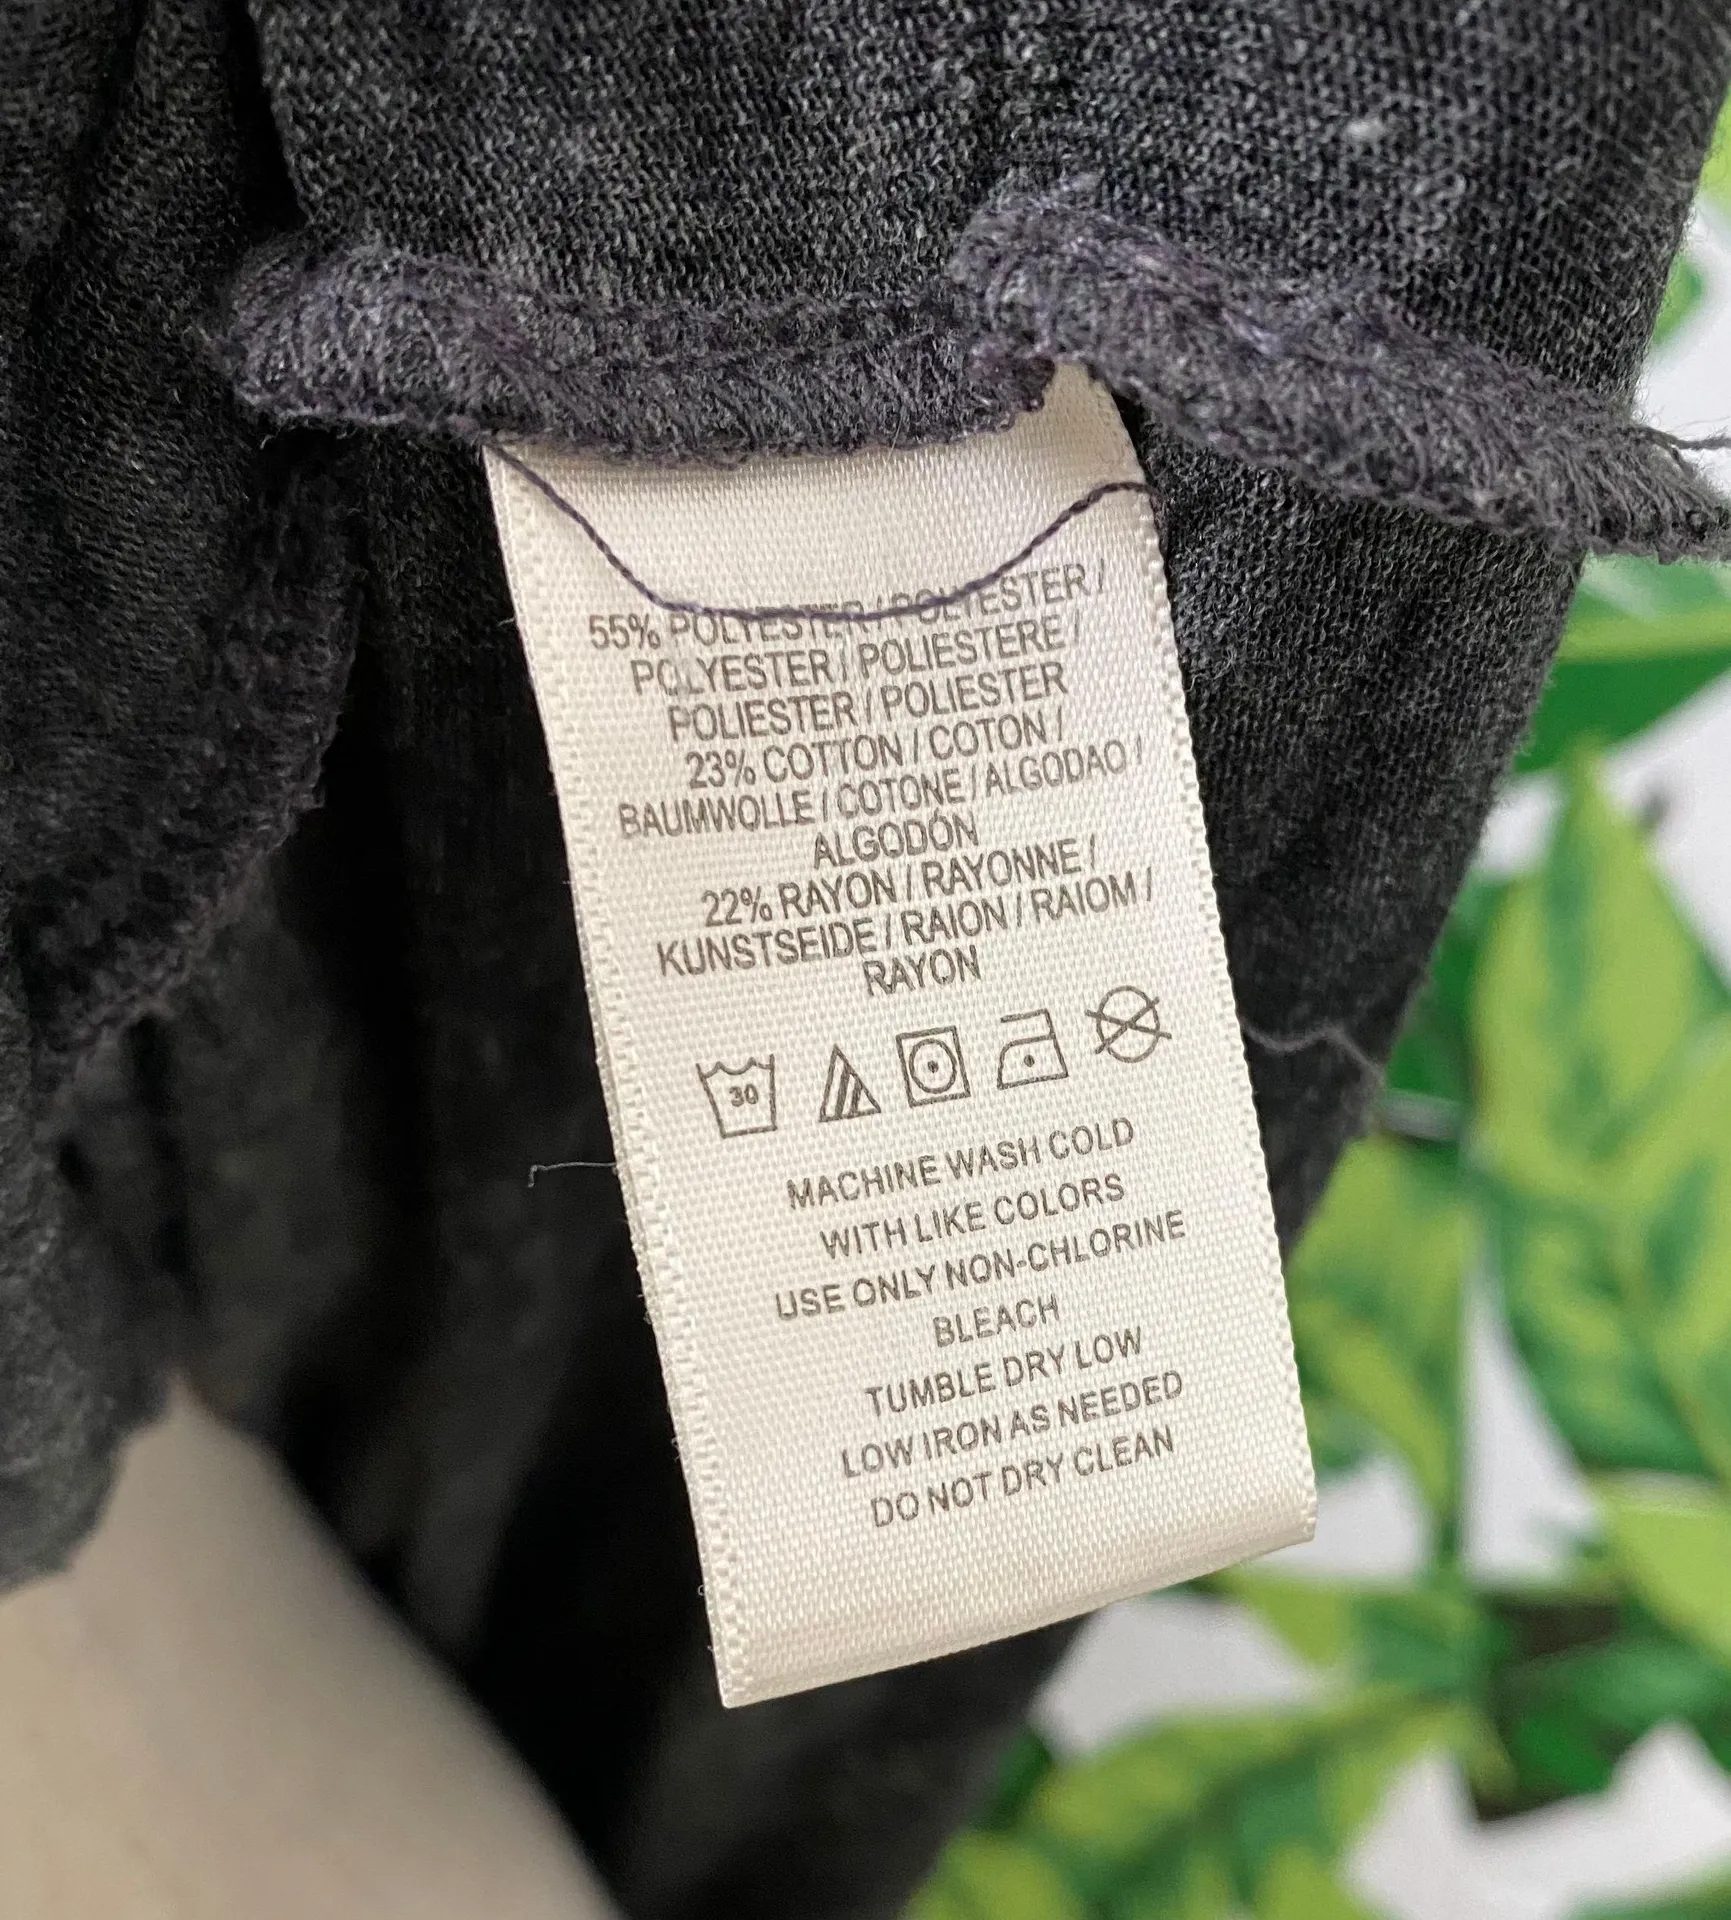 55% POLYESTER / POLYESTER /
POLYESTER / POLIESTERE /
POLIESTER / POLIESTER
23% COTTON / COTON /
BAUMWOLLE / COTONE / ALGODAO /
ALGODÓN
22% RAYON / RAYONNE /
KUNSTSEIDE / RAION / RAIOM /
RAYON
30
MACHINE WASH COLD
WITH LIKE COLORS
USE ONLY NON-CHLORINE
BLEACH
TUMBLE DRY LOW
LOW IRON AS NEEDED
DO NOT DRY CLEAN